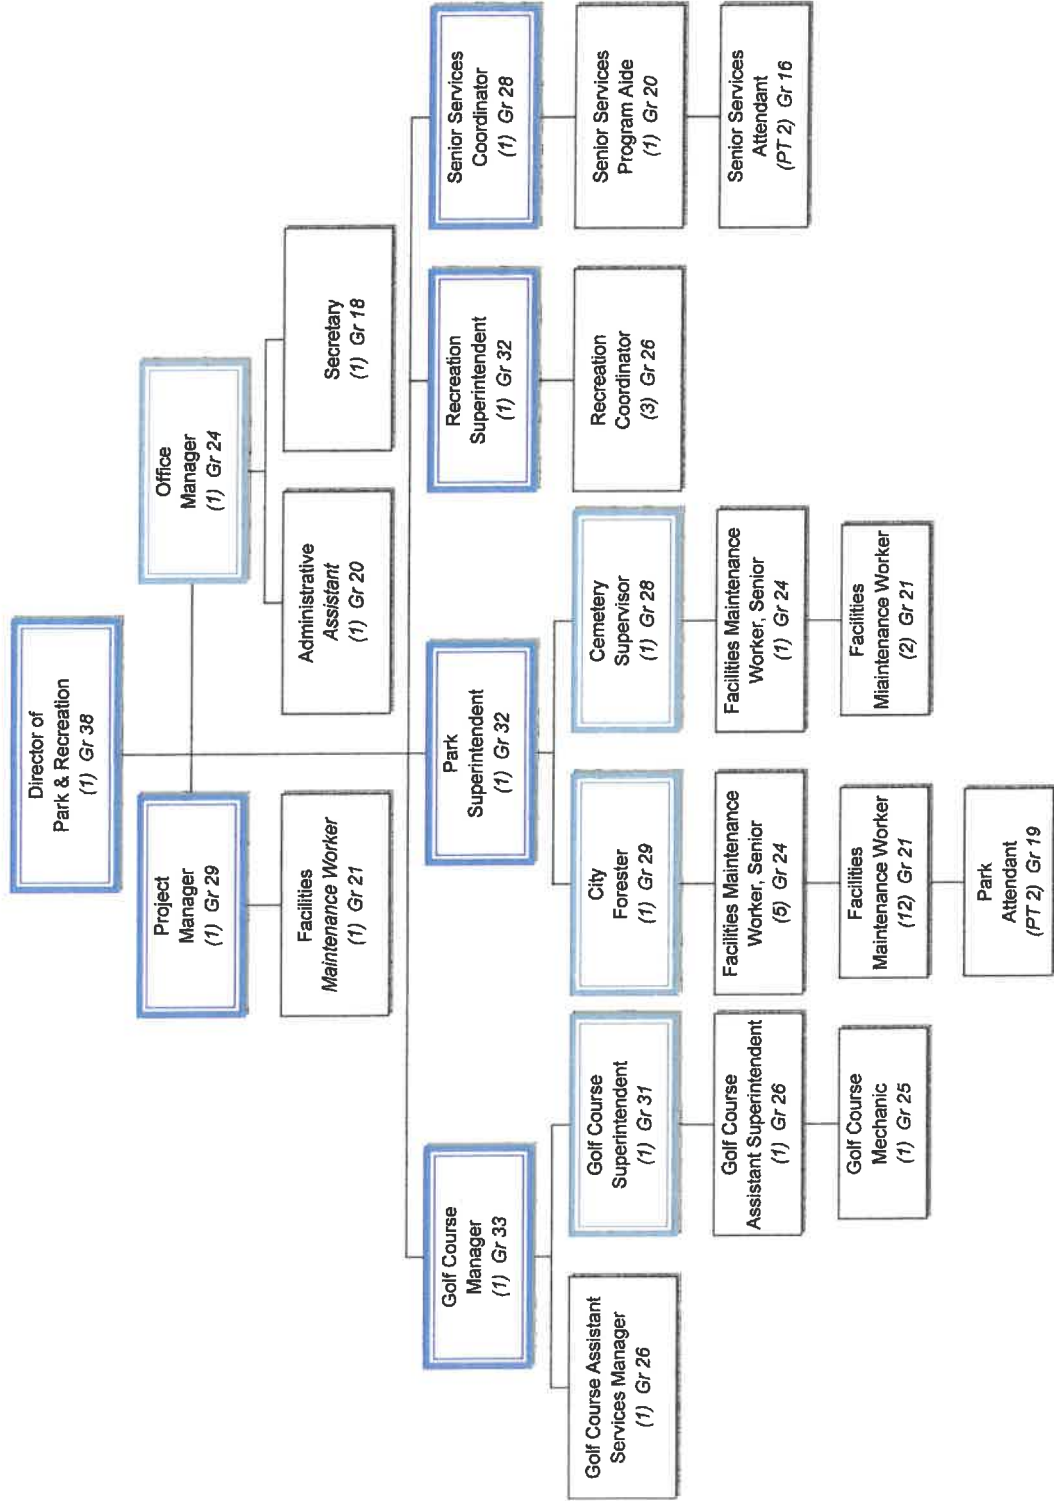 Director of
Park & Recreation
(1) Gr 38
Project
Manager
(1) Gr 29
Office
Manager
(1) Gr 24
Facilities
Maintenance Worker
(1) Gr 21
Administrative
Assistant
(1) Gr 20
Secretary
(1) Gr 18
Golf Course
Manager
(1) Gr 33
Park
Superintendent
(1) Gr 32
Recreation
Superintendent
(1) Gr 32
Senior Services
Coordinator
(1) Gr 28
Golf Course Assistant
Services Manager
(1) Gr 26
Golf Course
Superintendent
(1) Gr 31
City
Forester
(1) Gr 29
Cemetery
Supervisor
(1) Gr 28
Recreation
Coordinator
(3) Gr 26
Senior Services
Program Aide
(1) Gr 20
Golf Course
Assistant Superintendent
(1) Gr 26
Facilities Maintenance
Worker, Senior
(5) Gr 24
Facilities Maintenance
Worker, Senior
(1) Gr 24
Senior Services
Attendant
(PT 2) Gr 16
Golf Course
Mechanic
(1) Gr 25
Facilities
Maintenance Worker
(12) Gr 21
Facilities
Miaintenance Worker
(2) Gr 21
Park
Attendant
(PT 2) Gr 19